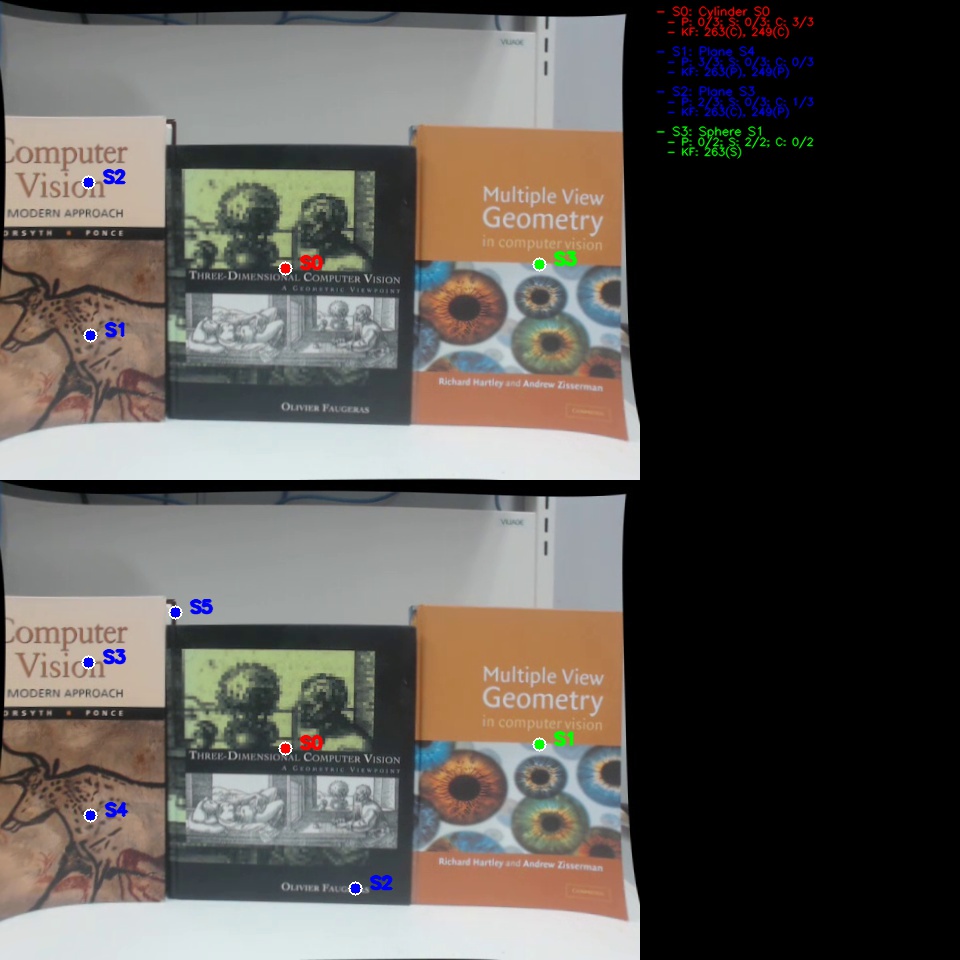 - S0: Cylinder S0
- P: 0/3; S: 0/3; C: 3/3
- KF: 263(C), 249(C)
- S1: Plane S4
- P: 3/3; S: 0/3; C: 0/3
- KF: 263(P), 249(P)
- S2: Plane S3
- P: 2/3; S: 0/3; C: 1/3
- KF: 263(C), 249(P)
- S3: Sphere S1
- P: 0/2; S: 2/2; C: 0/2
- KF: 263(S)
Computer
Vision
MODERN APPROACH
ORSYTH • PONCE
S2
S1
S0
THREE-DIMENSIONAL COMPUTER VISION
A GEOMETRIC VIEWPOINT
OLIVIER FAUGERAS
Multiple View
Geometry
in computer vision
S3
Richard Hartley and Andrew Zisserman
S5
Computer
Vision
MODERN APPROACH
ORSYTH • PONCE
S3
S4
S0
THREE-DIMENSIONAL COMPUTER VISION
A GEOMETRIC VIEWPOINT
OLIVIER
S2
Multiple View
Geometry
in computer vision
S1
Richard Hartley and Andrew Zisserman